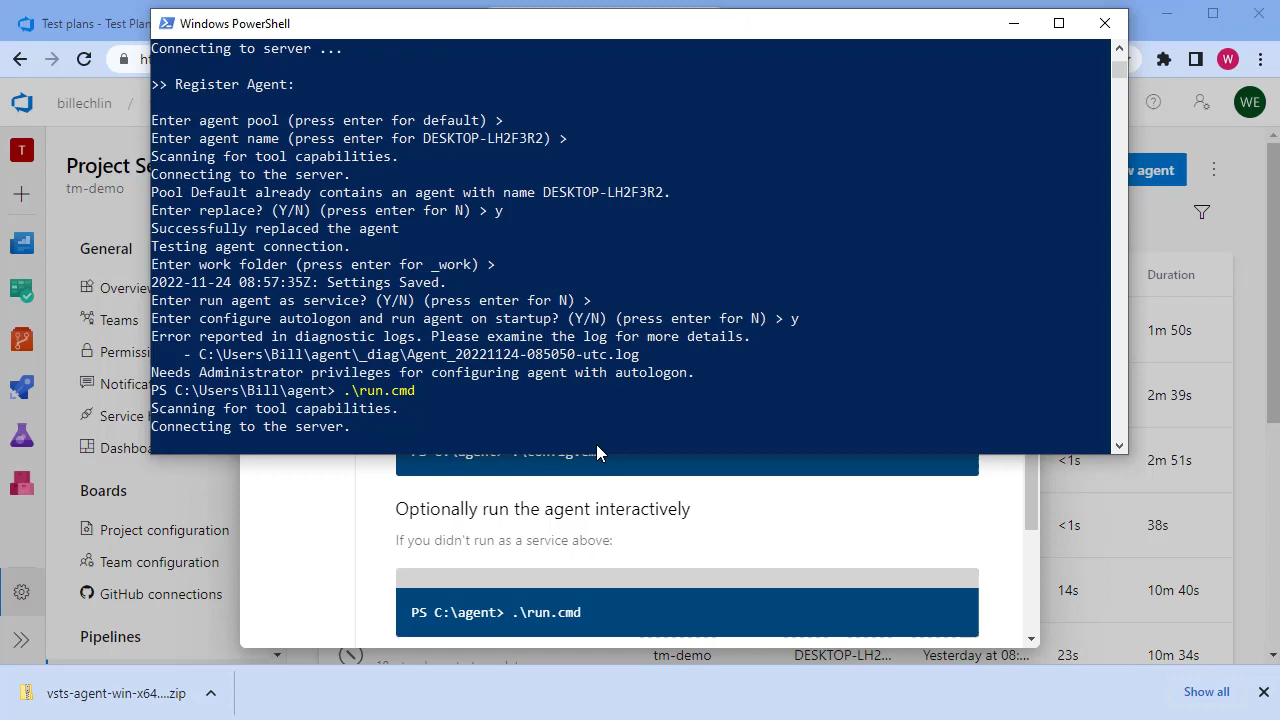 Test plans - Test Plan
Windows PowerShell
W
billechlin /
WE
Connecting to server ...
>> Register Agent:
Enter agent pool (press enter for default) >
Enter agent name (press enter for DESKTOP-LH2F3R2) >
Scanning for tool capabilities.
Connecting to the server.
Pool Default already contains an agent with name DESKTOP-LH2F3R2.
Enter replace? (Y/N) (press enter for N) > y
Successfully replaced the agent
Testing agent connection.
Enter work folder (press enter for _work) >
2022-11-24 08:57:35Z: Settings Saved.
Enter run agent as service? (Y/N) (press enter for N) >
Enter configure autologon and run agent on startup? (Y/N) (press enter for N) > y
Error reported in diagnostic logs. Please examine the log for more details.
- C:\Users\Bill\agent\_diag\Agent_20221124-085050-utc.log
Needs Administrator privileges for configuring agent with autologon.
PS C:\Users\Bill\agent> .\run.cmd
Scanning for tool capabilities.
Connecting to the server.
T
Project Se
tm-demo
General
Overview
Teams
Permissi
Notificat
Service
Dashboa
Boards
Project configuration
Team configuration
GitHub connections
Pipelines
w agent
Duration
1m 50s
2m 39s
<1s 2m 51s
<1s 38s
14s 10m 40s
tm-demo DESKTOP-LH2... Yesterday at 08:... 23s 10m 34s
Optionally run the agent interactively
If you didn't run as a service above:
PS C:\agent> .\run.cmd
vsts-agent-win-x64....zip
Show all